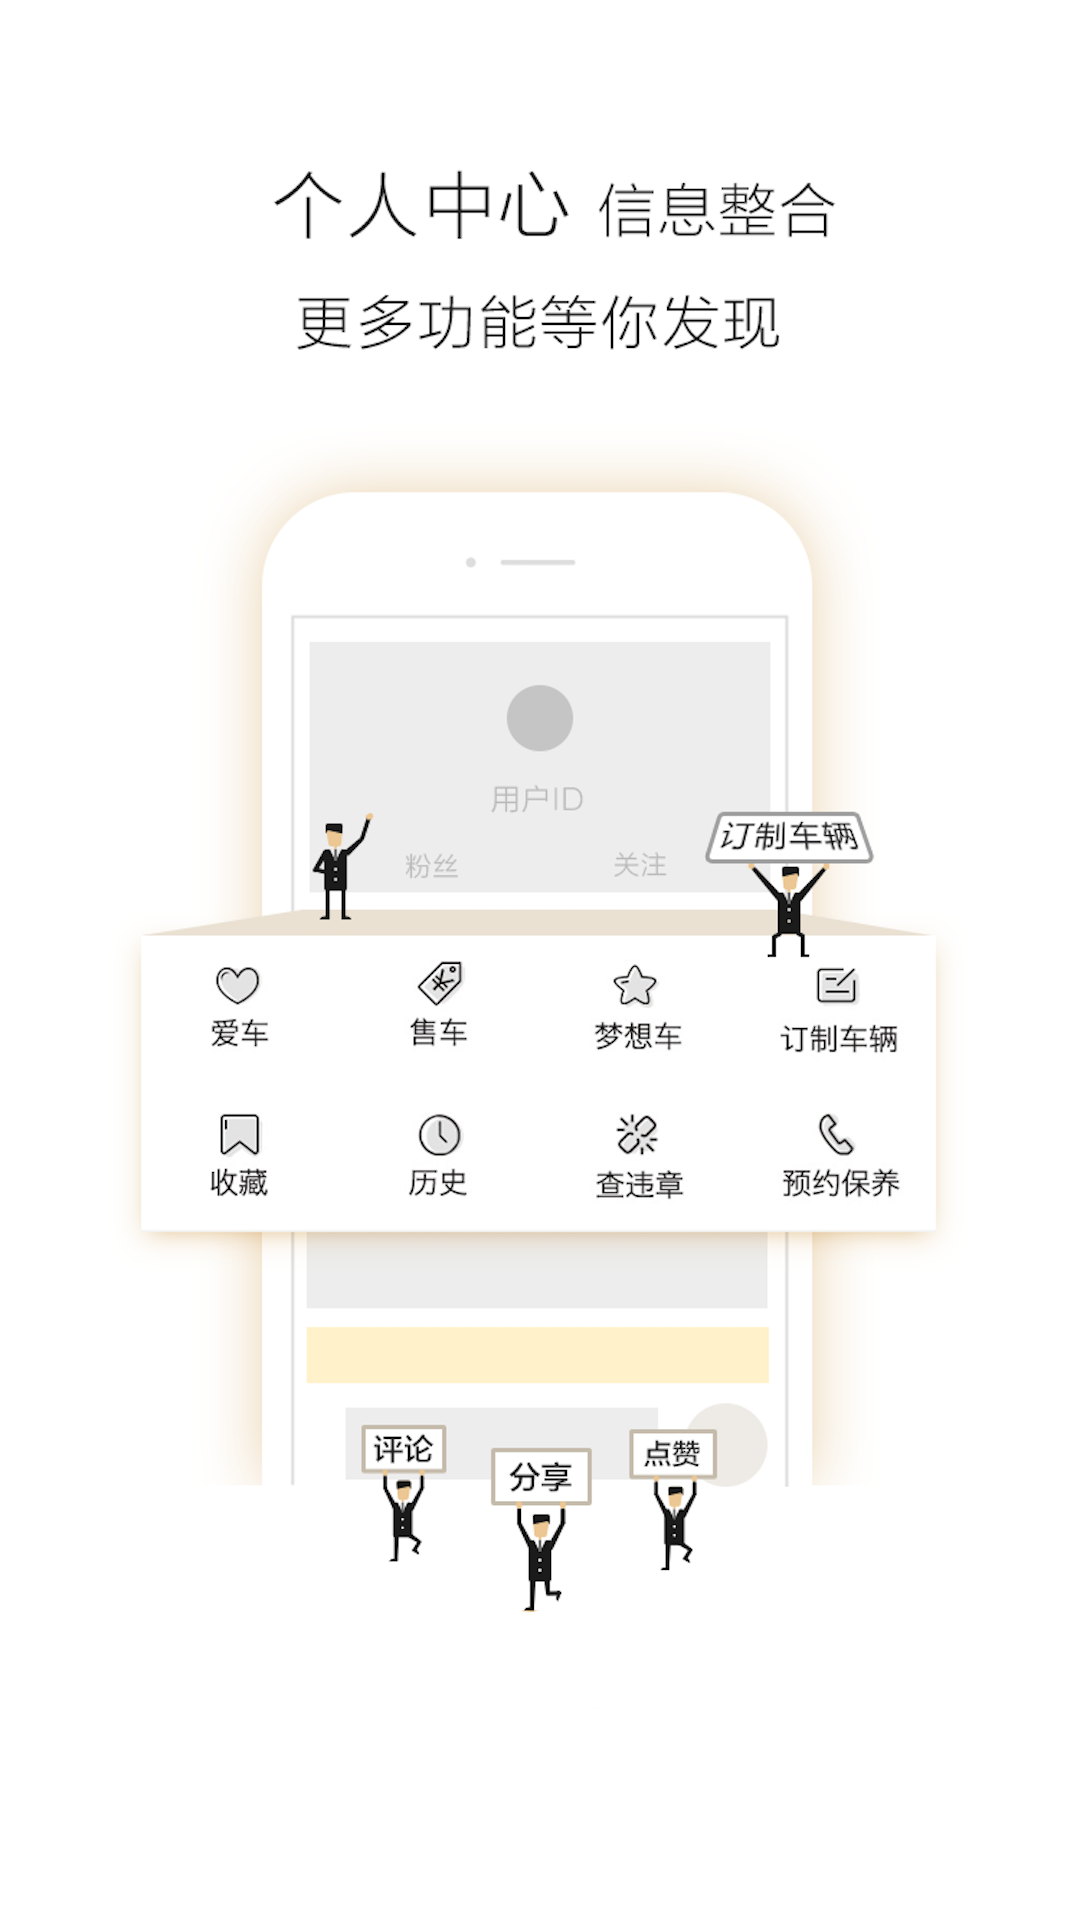 个人中心 信息整合
更多功能等你发现
用户ID
粉丝 关注
订制车辆
爱车 售车 梦想车 订制车辆
收藏 历史 查违章 预约保养
评论 分享 点赞